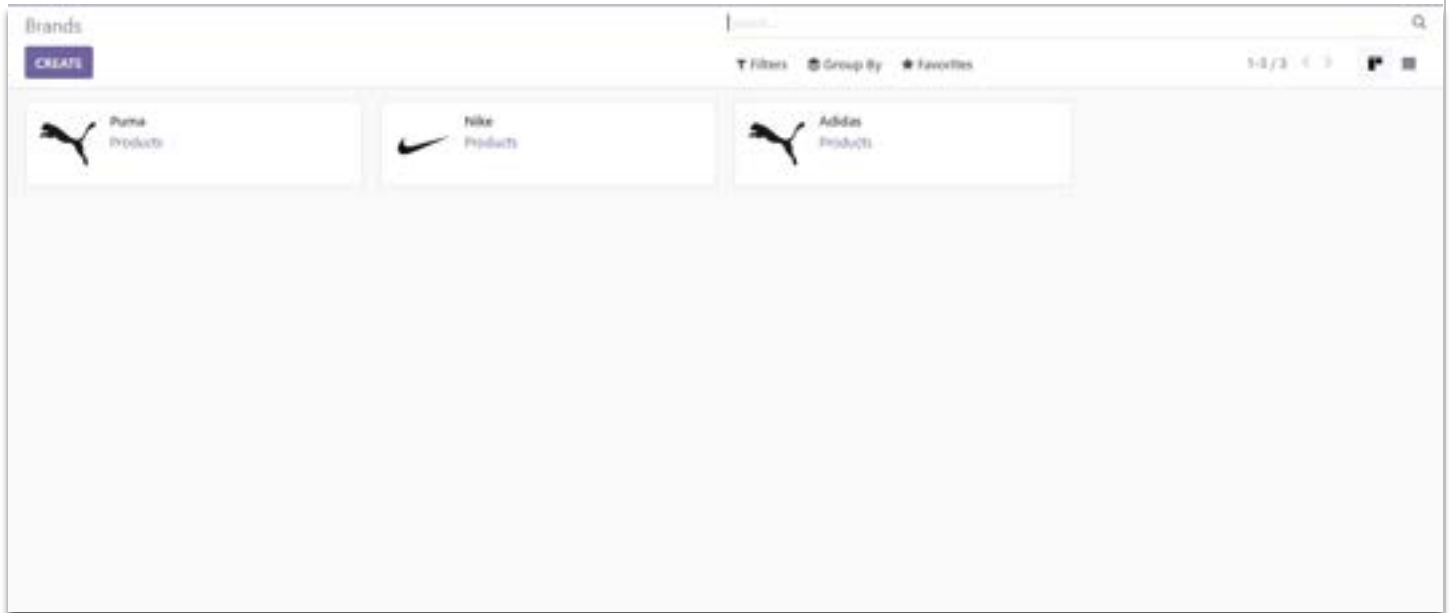 Brands
CREATE
Filters Group By Favorites
1-3 / 3
Puma
Products
Nike
Products
Adidas
Products